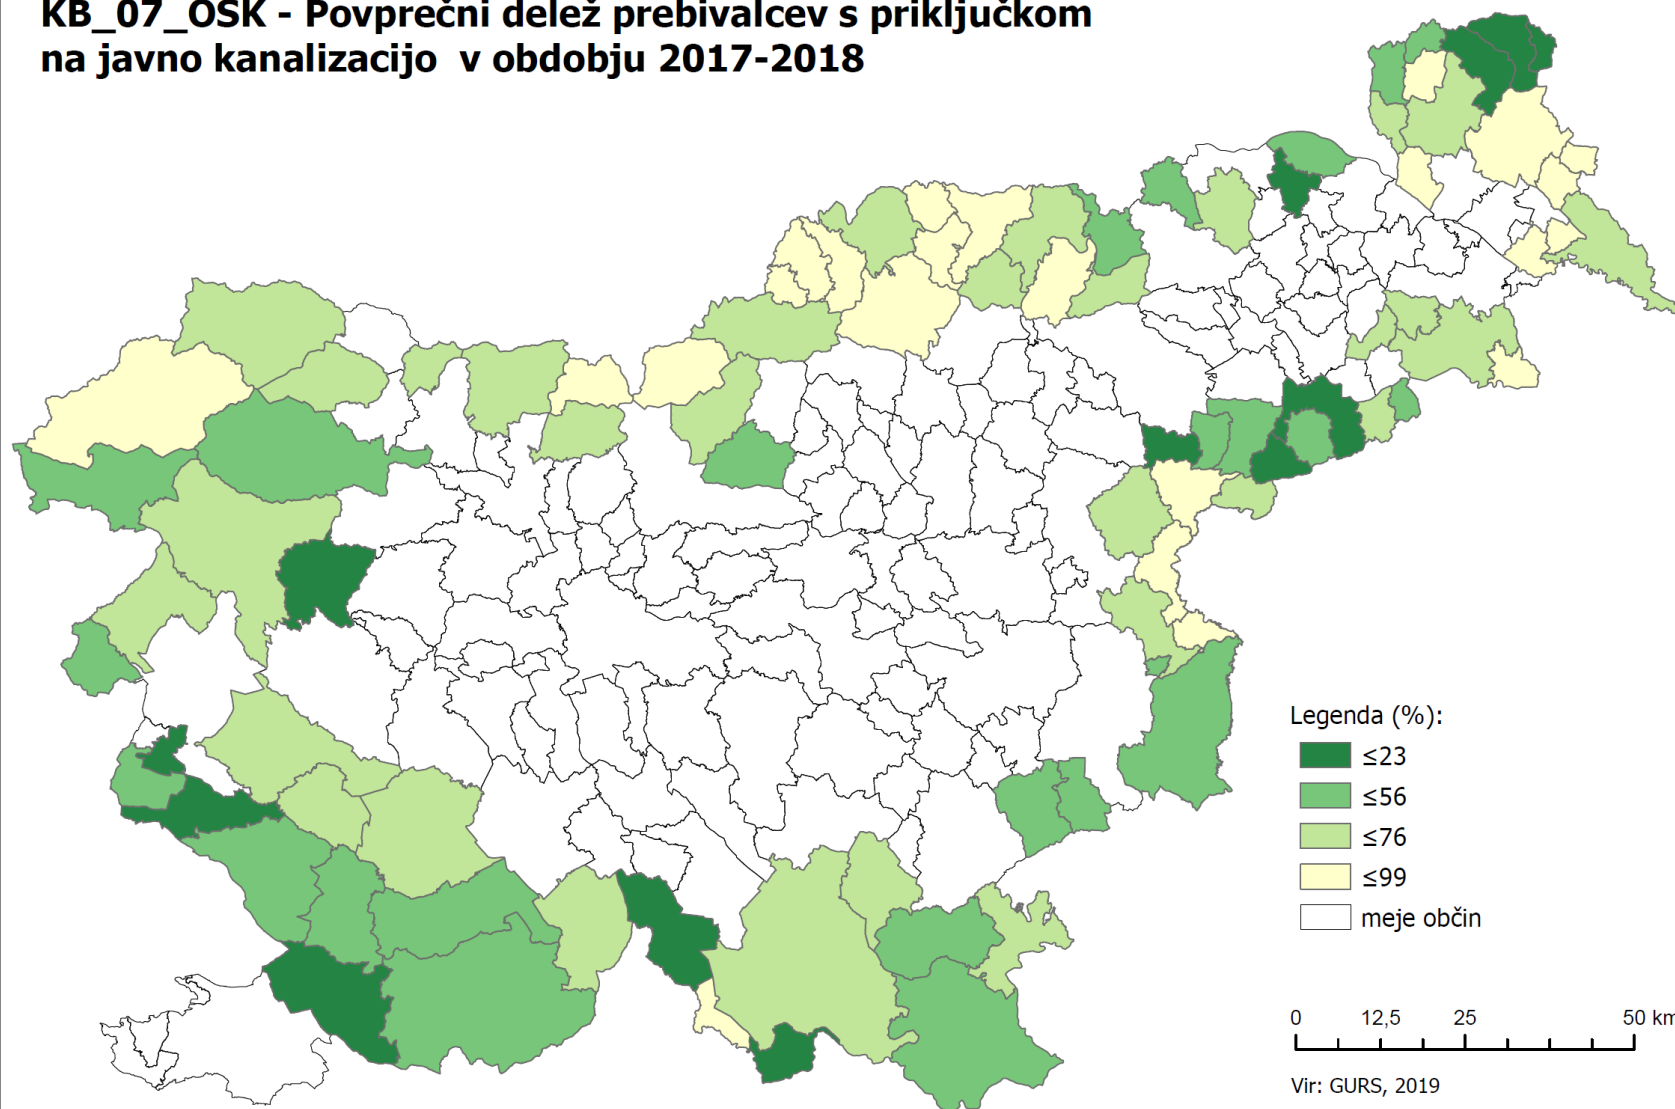 KB_07_OSK - Povprečni delež prebivalcev s priključkom
na javno kanalizacijo v obdobju 2017-2018
Legenda (%):
≤23
≤56
≤76
≤99
meje občin
0 12,5 25 50 km
Vir: GURS, 2019